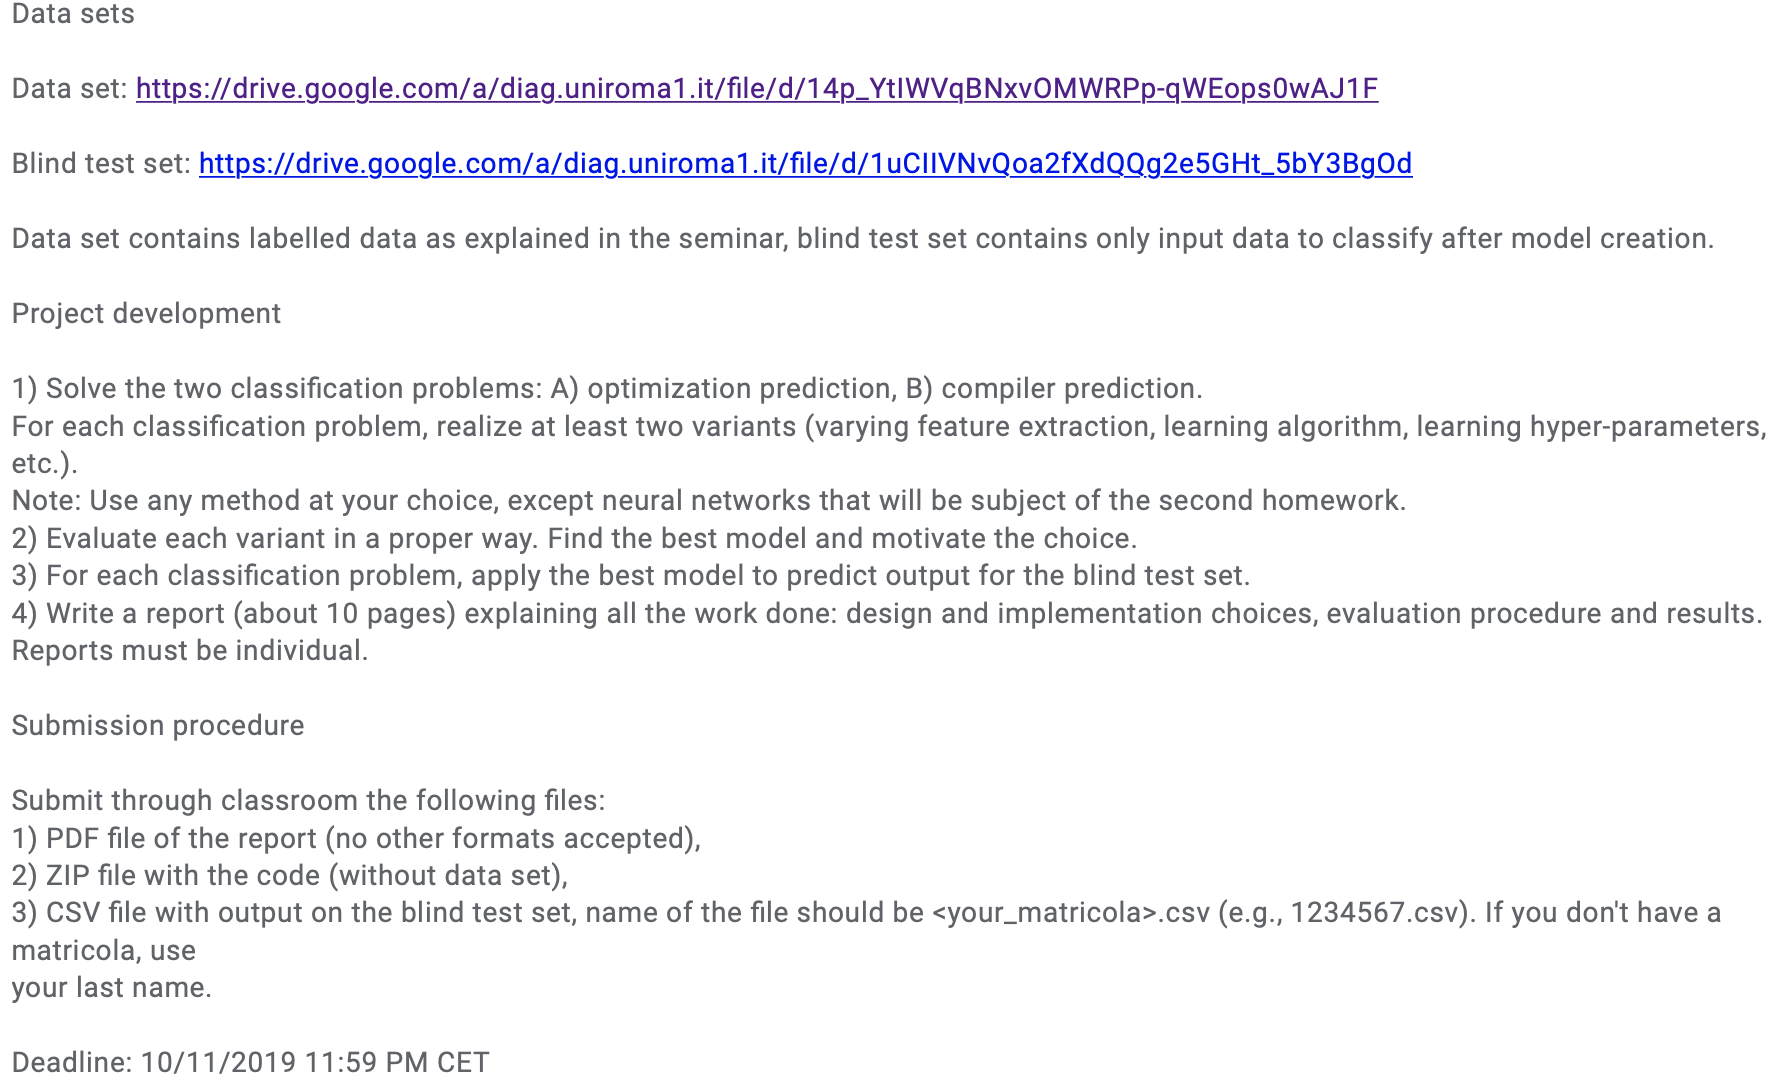 Data sets
Data set: https://drive.google.com/a/diag.uniroma1.it/file/d/14p_YtIWVqBNxvOMWRPp-qWEops0wAJ1F
Blind test set: https://drive.google.com/a/diag.uniroma1.it/file/d/1uCIIVNvQoa2fXdQQg2e5GHt_5bY3BgOd
Data set contains labelled data as explained in the seminar, blind test set contains only input data to classify after model creation.
Project development
1) Solve the two classification problems: A) optimization prediction, B) compiler prediction.
For each classification problem, realize at least two variants (varying feature extraction, learning algorithm, learning hyper-parameters,
etc.).
Note: Use any method at your choice, except neural networks that will be subject of the second homework.
2) Evaluate each variant in a proper way. Find the best model and motivate the choice.
3) For each classification problem, apply the best model to predict output for the blind test set.
4) Write a report (about 10 pages) explaining all the work done: design and implementation choices, evaluation procedure and results.
Reports must be individual.
Submission procedure
Submit through classroom the following files:
1) PDF file of the report (no other formats accepted),
2) ZIP file with the code (without data set),
3) CSV file with output on the blind test set, name of the file should be <your_matricola>.csv (e.g., 1234567.csv). If you don't have a
matricola, use
your last name.
Deadline: 10/11/2019 11:59 PM CET